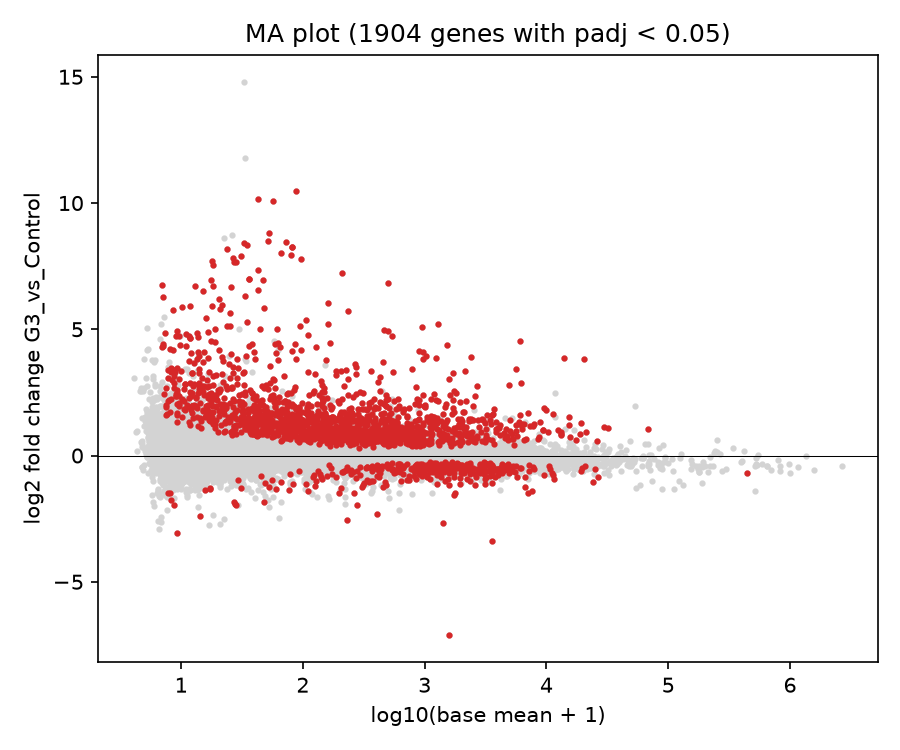 MA plot (1904 genes with padj < 0.05)
15
10
5
0
−5
log2 fold change G3_vs_Control
1 2 3 4 5 6
log10(base mean + 1)